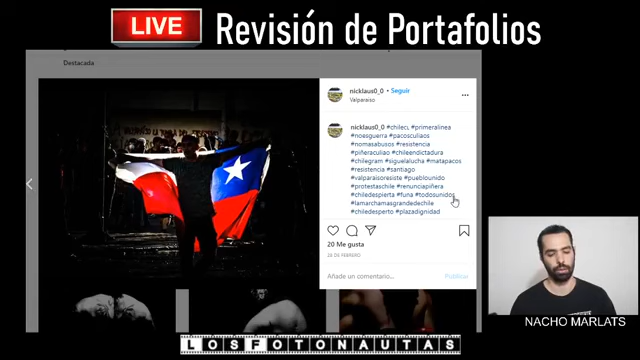 LIVE
Revisión de Portafolios
Destacada
nicklaus0_0 • Seguir
Valparaíso
nicklaus0_0 #chilecl, #primeralinea
#noesguerra #pacosculiaos
#nomasabusos #resistencia
#piñeraculiao #chileendictadura
#chilegram #siguelalucha #matapacos
#resistencia #santiago
#valparaisoresiste #pueblounido
#protestachile #renunciapiñera
#chiledespierta #funa #todosunidos
#lamarchamasgrandedechile
#chiledesperto #plazadignidad
20 Me gusta
26 DE FEBRERO
Añade un comentario...
Publicar
NACHO MARLATS
LOSFOTONAUTAS